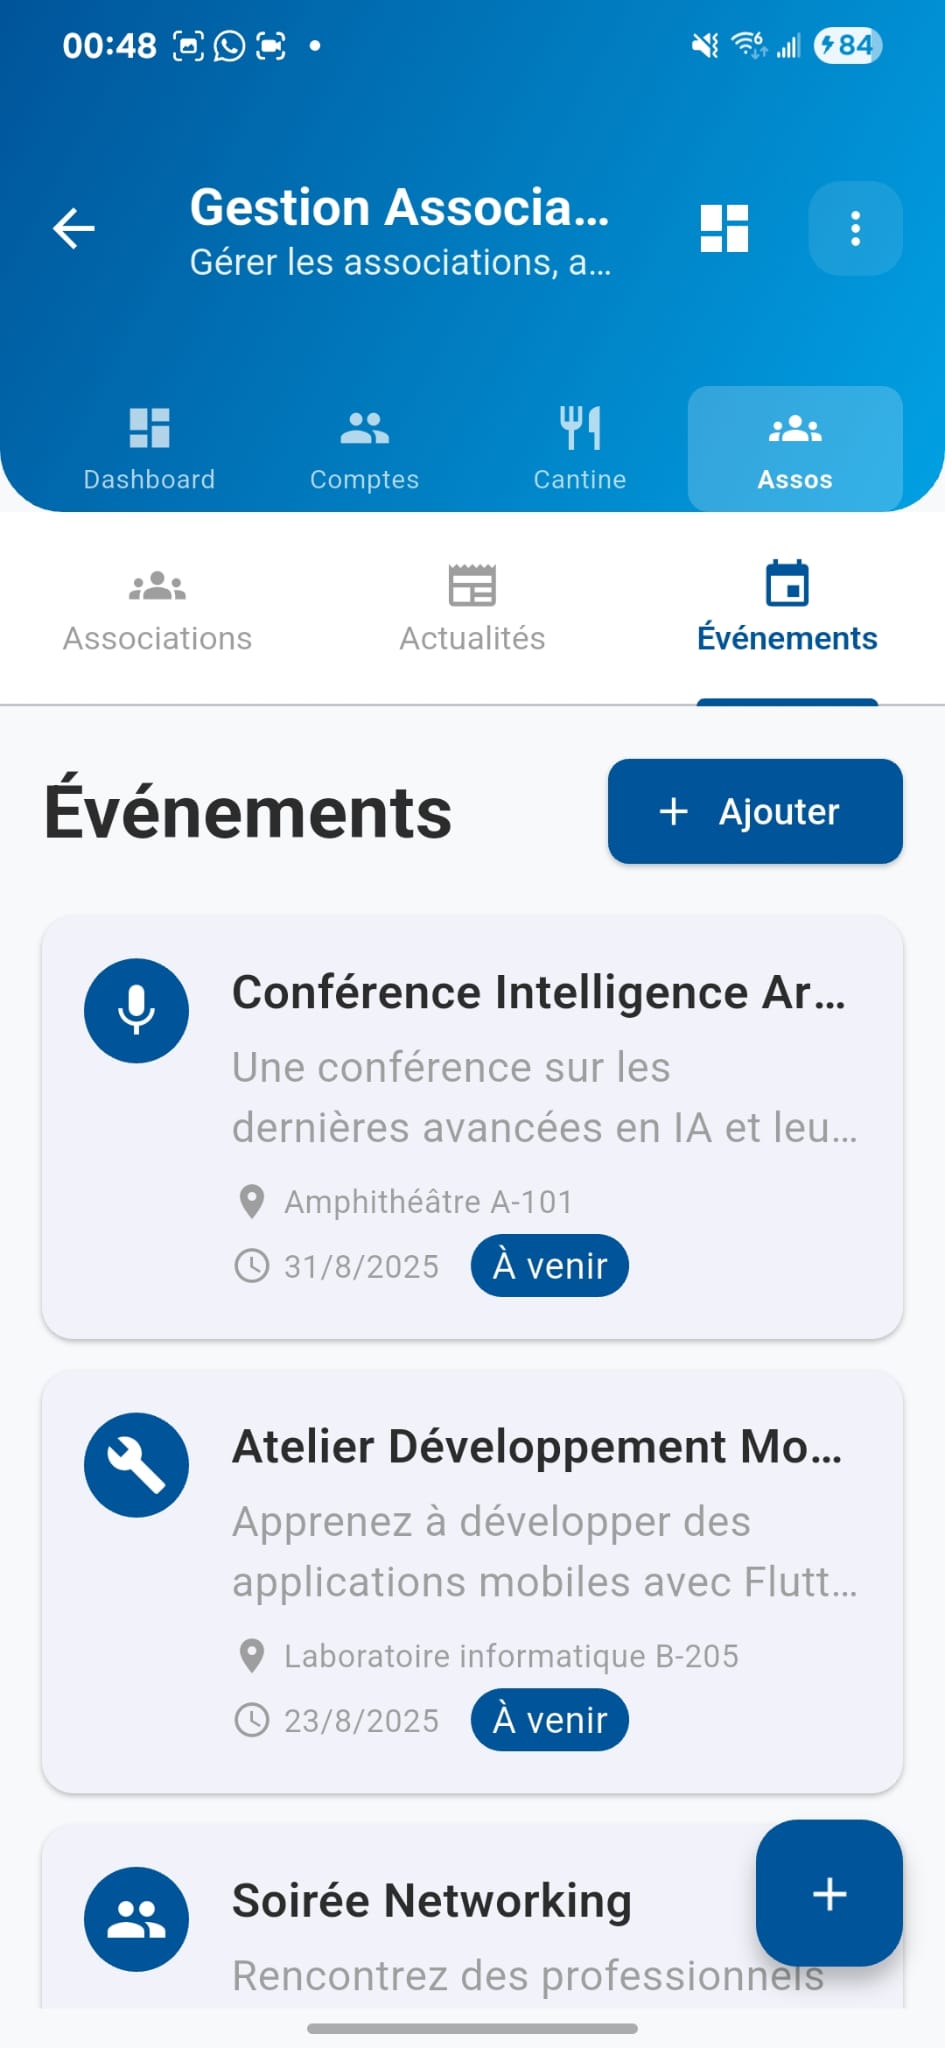 00:48
6
84
Gestion Associa...
Gérer les associations, a...
Dashboard
Comptes
Cantine
Assos
Associations
Actualités
Événements
Événements
+ Ajouter
Conférence Intelligence Ar...
Une conférence sur les
dernières avancées en IA et leu...
Amphithéâtre A-101
31/8/2025
À venir
Atelier Développement Mo...
Apprenez à développer des
applications mobiles avec Flutt...
Laboratoire informatique B-205
23/8/2025
À venir
Soirée Networking
Rencontrez des professionnels
+